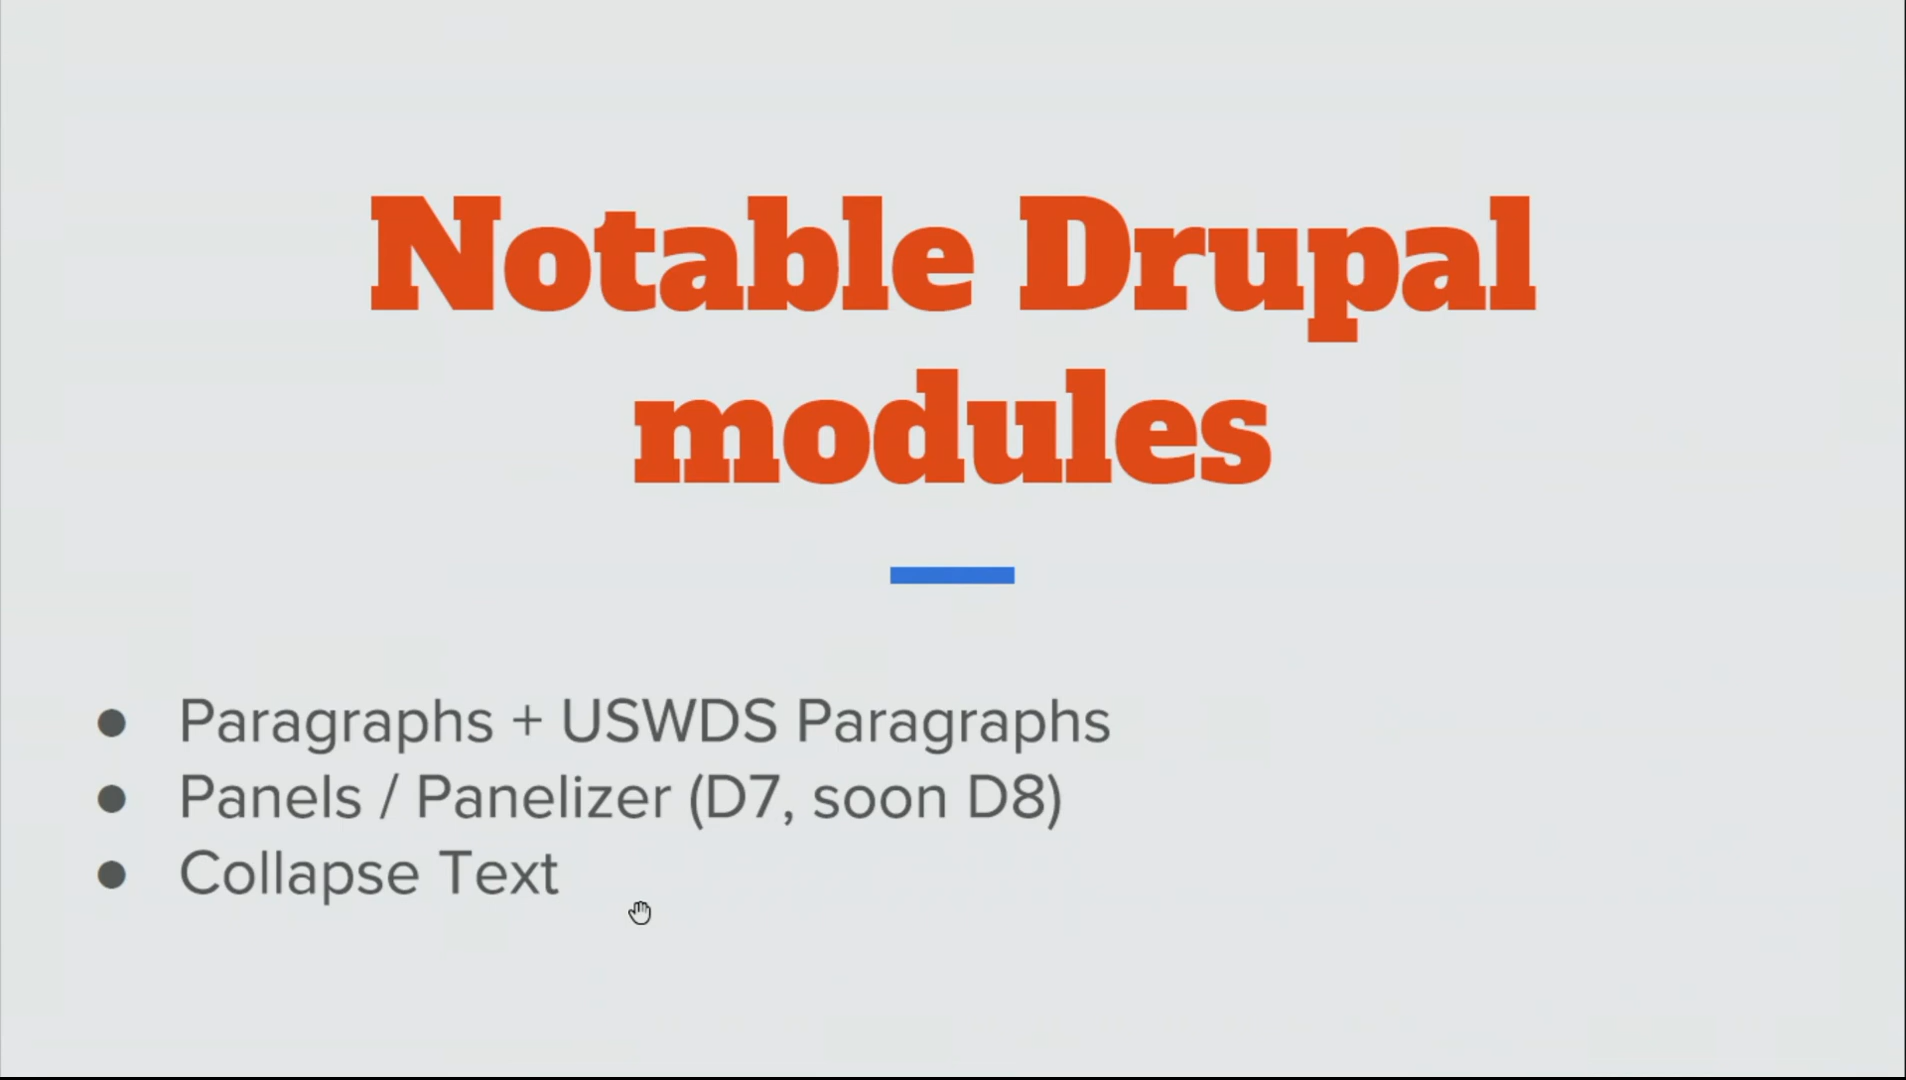 Notable Drupal
modules
● Paragraphs + USWDS Paragraphs
● Panels / Panelizer (D7, soon D8)
● Collapse Text